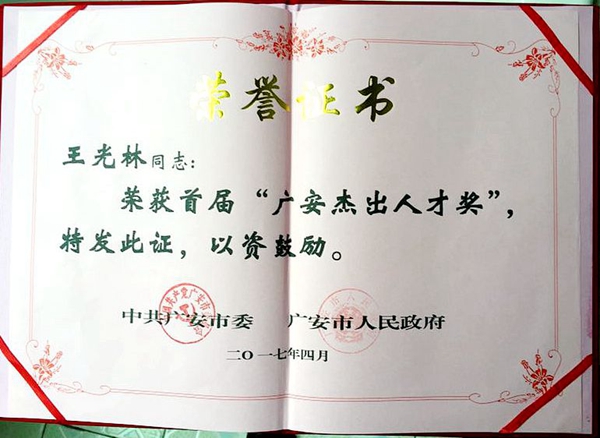 荣誉证书
王光林同志：
荣获首届“广安杰出人才奖”，
特发此证，以资鼓励。
中共广安市委 广安市人民政府
二〇一七年四月